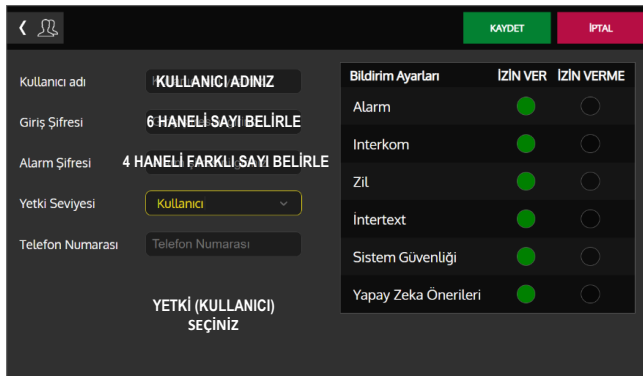 KAYDET
İPTAL
Kullanıcı adı
KULLANICI ADINIZ
Giriş Şifresi
6 HANELİ SAYI BELİRLE
Alarm Şifresi
4 HANELİ FARKLI SAYI BELİRLE
Yetki Seviyesi
Kullanıcı
Telefon Numarası
Telefon Numarası
YETKİ (KULLANICI)
SEÇİNİZ
Bildirim Ayarları İZİN VER İZİN VERME
Alarm
Interkom
Zil
İntertext
Sistem Güvenliği
Yapay Zeka Önerileri